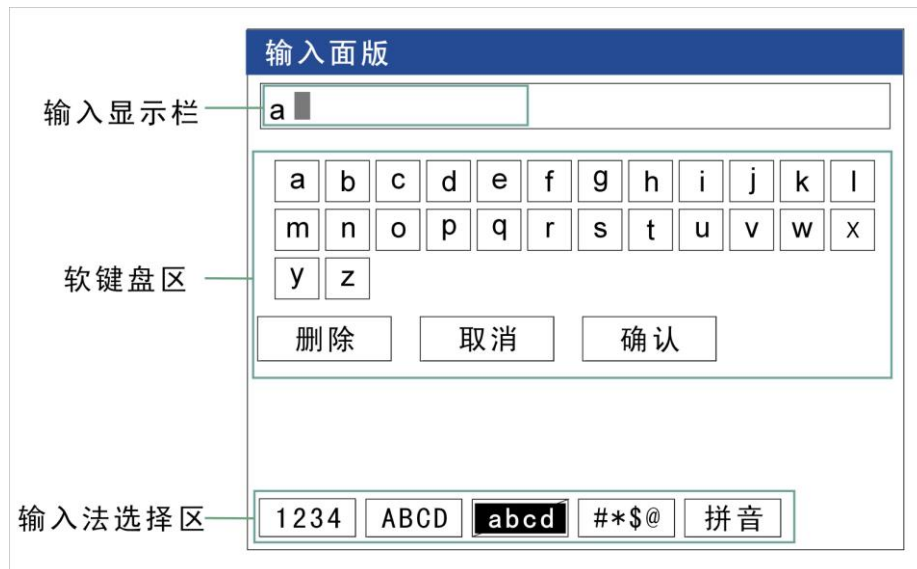 输入面版
输入显示栏
a
a b c d e f g h i j k l
m n o p q r s t u v w x
软键盘区
y z
删除 取消 确认
输入法选择区
1234 ABCD abcd #*$@ 拼音